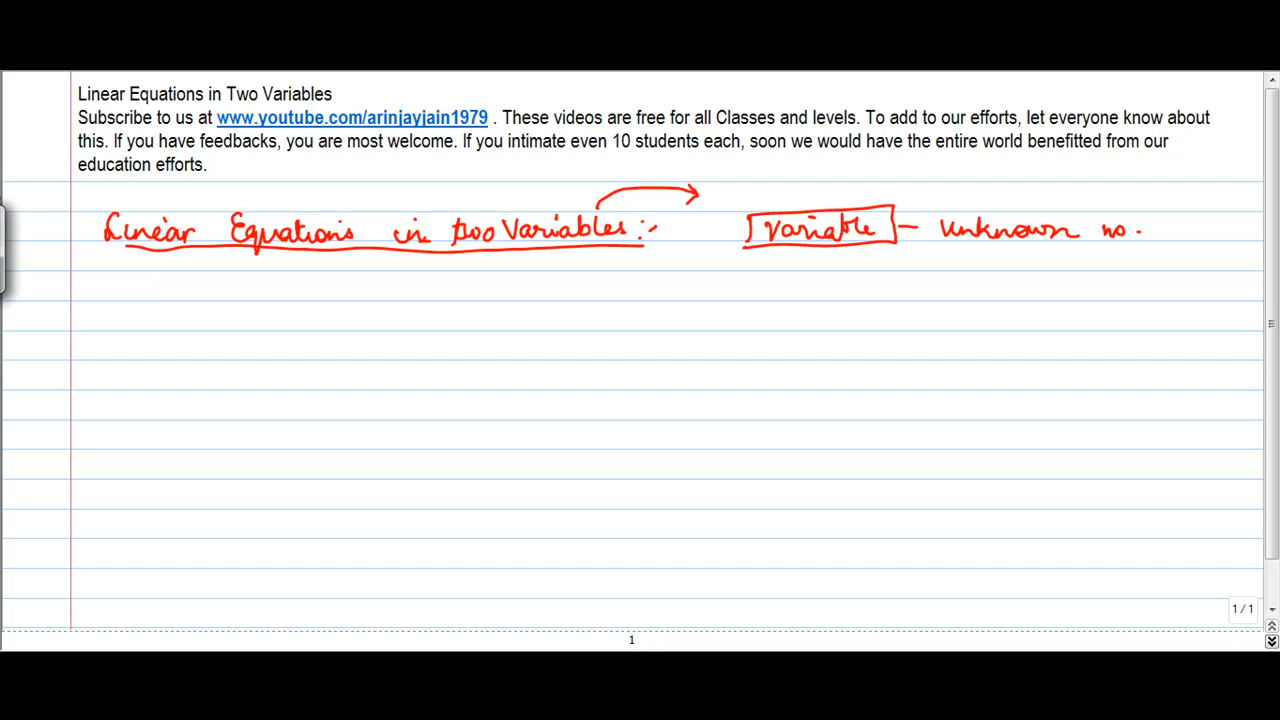 Linear Equations in Two Variables
Subscribe to us at www.youtube.com/arinjayjain1979 . These videos are free for all Classes and levels. To add to our efforts, let everyone know about
this. If you have feedbacks, you are most welcome. If you intimate even 10 students each, soon we would have the entire world benefitted from our
education efforts.
Linear Equations in two Variables :- Variable - Unknown no.
1 / 1
1